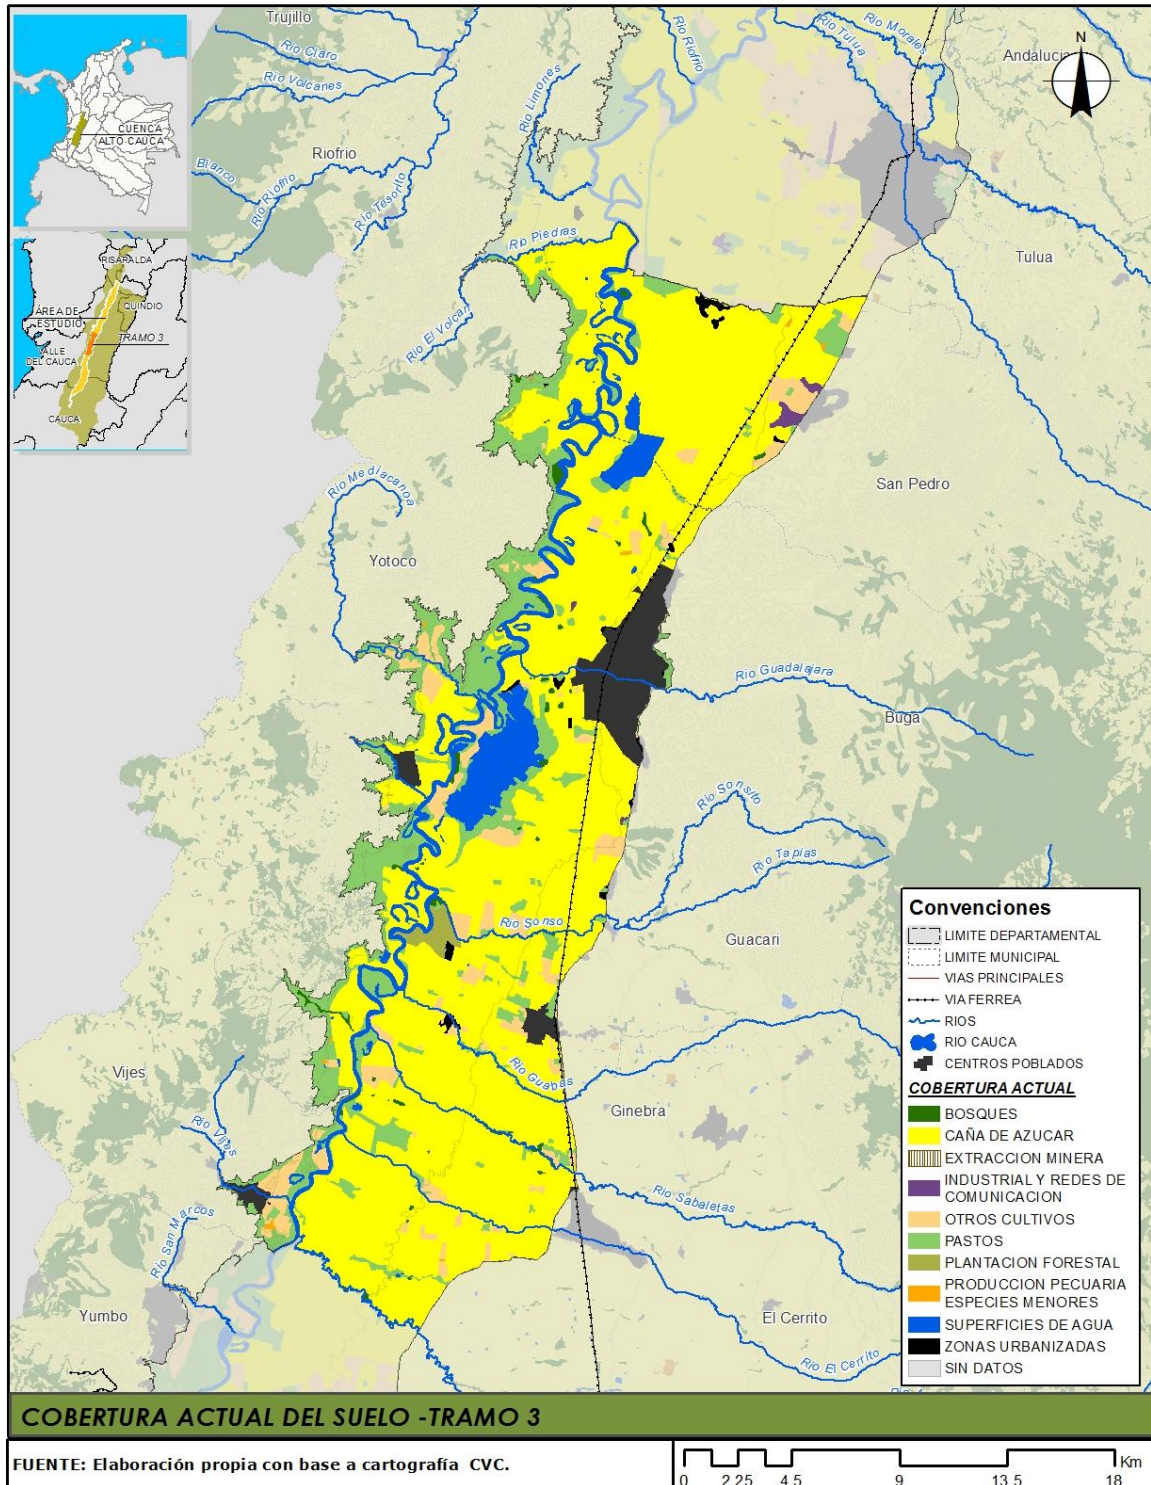 Trujillo
Rio Claro
Rio Volcanes
Riofrio
Blanco
Rio Riofrio
Rio Tesorito
Rio Limones
Rio Riofrio
Rio Tulua
Rio Morales
Andalucia
N
CUENCA
ALTO CAUCA
RISARALDA
QUINDIO
ÁREA DE
ESTUDIO
TRAMO 3
VALLE
DEL CAUCA
CAUCA
Rio Piedras
Rio El Volcan
Tulua
San Pedro
Rio Mediacanoa
Yotoco
Rio Guadalajara
Buga
Rio Sonsito
Rio Tapias
Rio Sonso
Guacari
Rio Guabas
Ginebra
Vijes
Rio Vijes
Rio Sabaletas
Rio San Marcos
Yumbo
El Cerrito
Rio El Cerrito
Convenciones
LIMITE DEPARTAMENTAL
LIMITE MUNICIPAL
VIAS PRINCIPALES
VIA FERREA
RIOS
RIO CAUCA
CENTROS POBLADOS
COBERTURA ACTUAL
BOSQUES
CAÑA DE AZUCAR
EXTRACCION MINERA
INDUSTRIAL Y REDES DE
COMUNICACION
OTROS CULTIVOS
PASTOS
PLANTACION FORESTAL
PRODUCCION PECUARIA
ESPECIES MENORES
SUPERFICIES DE AGUA
ZONAS URBANIZADAS
SIN DATOS
COBERTURA ACTUAL DEL SUELO -TRAMO 3
FUENTE: Elaboración propia con base a cartografía CVC.
0 2 25 4 5 9 13 5 18 Km